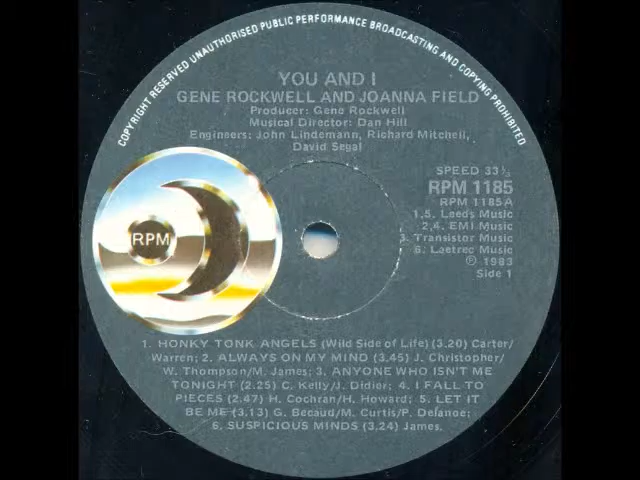 COPYRIGHT RESERVED UNAUTHORISED PUBLIC PERFORMANCE BROADCASTING AND COPYING PROHIBITED
YOU AND I
GENE ROCKWELL AND JOANNA FIELD
Producer: Gene Rockwell
Musical Director: Dan Hill
Engineers: John Lindemann, Richard Mitchell,
David Segal
SPEED 33⅓
RPM 1185
RPM 1185A
1,5. Leeds Music
2,4. EMI Music
3. Transistor Music
6. Laetrec Music
℗ 1983
Side 1
RPM
1. HONKY TONK ANGELS (Wild Side of Life) (3.20) Carter/
Warren; 2. ALWAYS ON MY MIND (3.45) J. Christopher/
W. Thompson/M. James; 3. ANYONE WHO ISN'T ME
TONIGHT (2.25) C. Kelly/J. Didier; 4. I FALL TO
PIECES (2.47) H. Cochran/H. Howard; 5. LET IT
BE ME (3.13) G. Becaud/M. Curtis/P. Delanoe;
6. SUSPICIOUS MINDS (3.24) James.